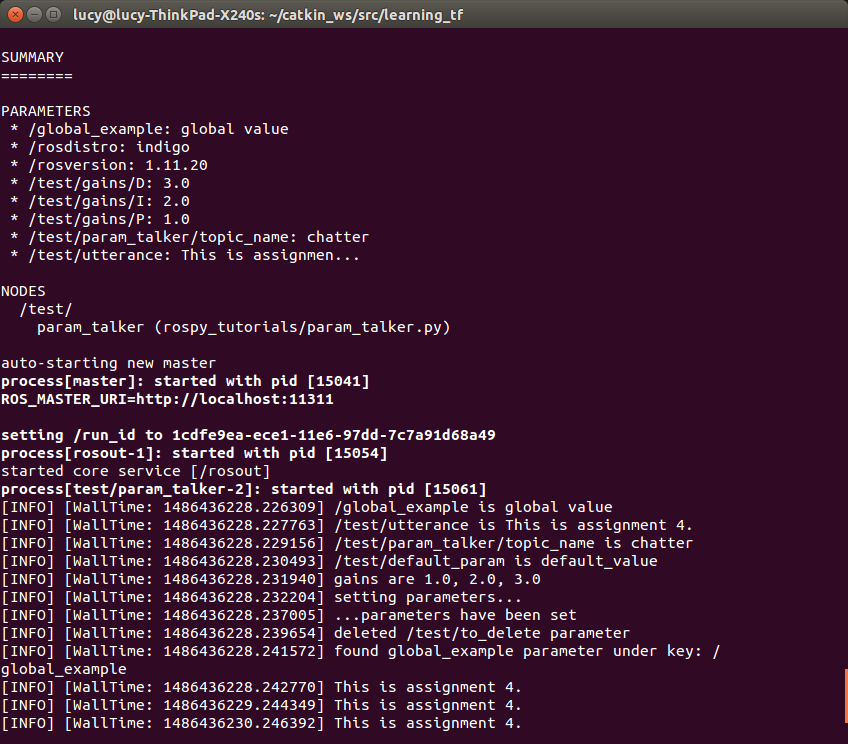 lucy@lucy-ThinkPad-X240s: ~/catkin_ws/src/learning_tf
SUMMARY
========
PARAMETERS
 * /global_example: global value
 * /rosdistro: indigo
 * /rosversion: 1.11.20
 * /test/gains/D: 3.0
 * /test/gains/I: 2.0
 * /test/gains/P: 1.0
 * /test/param_talker/topic_name: chatter
 * /test/utterance: This is assignmen...
NODES
  /test/
    param_talker (rospy_tutorials/param_talker.py)
auto-starting new master
process[master]: started with pid [15041]
ROS_MASTER_URI=http://localhost:11311
setting /run_id to 1cdfe9ea-ece1-11e6-97dd-7c7a91d68a49
process[rosout-1]: started with pid [15054]
started core service [/rosout]
process[test/param_talker-2]: started with pid [15061]
[INFO] [WallTime: 1486436228.226309] /global_example is global value
[INFO] [WallTime: 1486436228.227763] /test/utterance is This is assignment 4.
[INFO] [WallTime: 1486436228.229156] /test/param_talker/topic_name is chatter
[INFO] [WallTime: 1486436228.230493] /test/default_param is default_value
[INFO] [WallTime: 1486436228.231940] gains are 1.0, 2.0, 3.0
[INFO] [WallTime: 1486436228.232204] setting parameters...
[INFO] [WallTime: 1486436228.237005] ...parameters have been set
[INFO] [WallTime: 1486436228.239654] deleted /test/to_delete parameter
[INFO] [WallTime: 1486436228.241572] found global_example parameter under key: /
global_example
[INFO] [WallTime: 1486436228.242770] This is assignment 4.
[INFO] [WallTime: 1486436229.244349] This is assignment 4.
[INFO] [WallTime: 1486436230.246392] This is assignment 4.